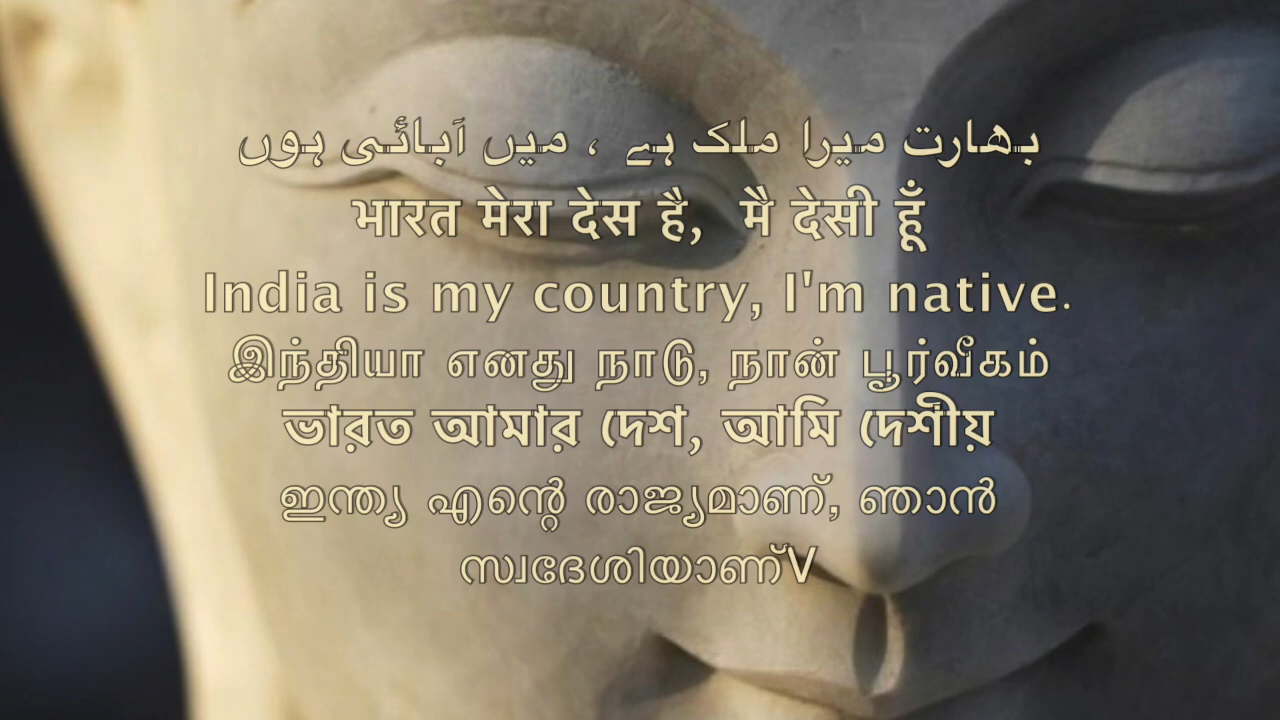 بھارت میرا ملک ہے ، میں آبائی ہوں
भारत मेरा देस है, मै देसी हूँ
India is my country, I'm native.
இந்தியா எனது நாடு, நான் பூர்வீகம்
ভারত আমার দেশ, আমি দেশীয়
ഇന്ത്യ എന്റെ രാജ്യമാണ്, ഞാൻ
സ്വദേശിയാണ്V